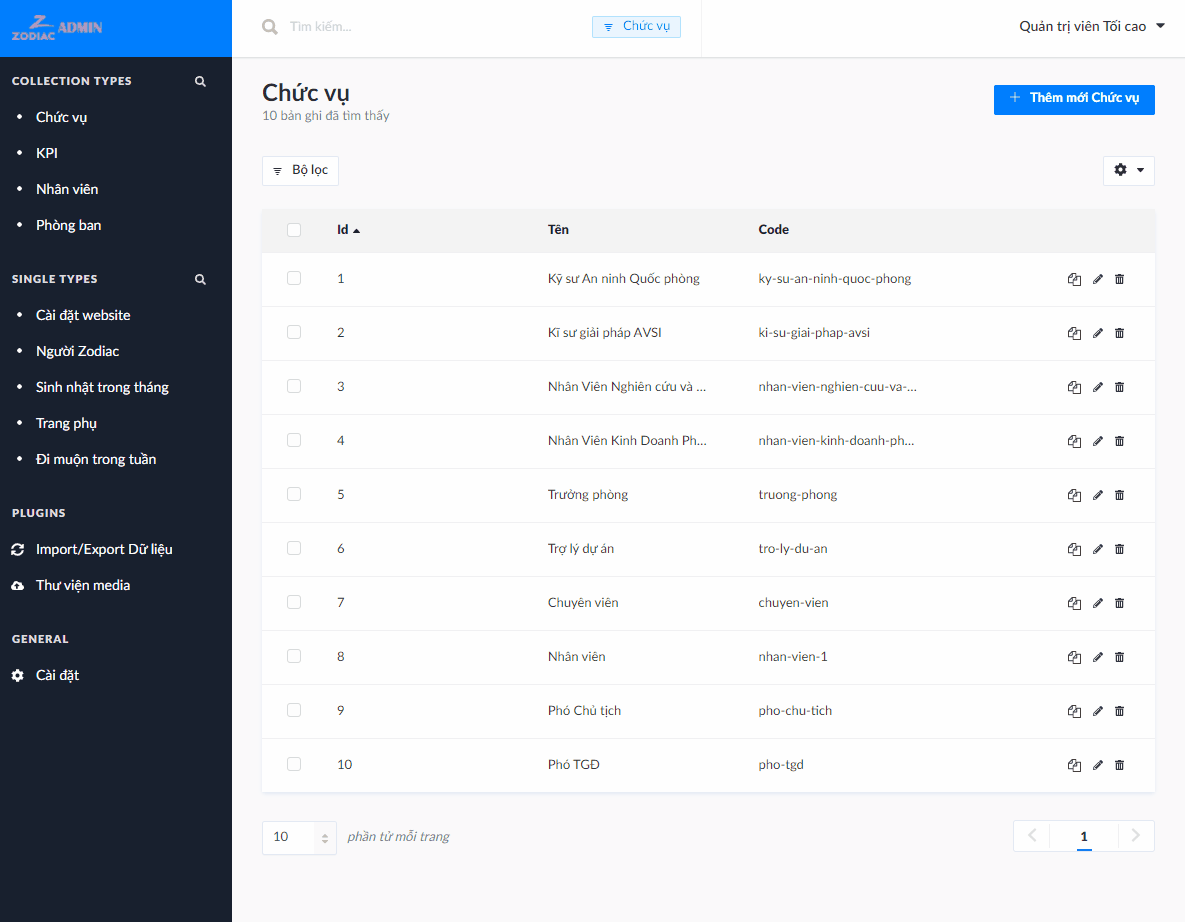 ZODIAC ADMIN
Tìm kiếm...
Chức vụ
Quản trị viên Tối cao
COLLECTION TYPES
Chức vụ
KPI
Nhân viên
Phòng ban
SINGLE TYPES
Cài đặt website
Người Zodiac
Sinh nhật trong tháng
Trang phụ
Đi muộn trong tuần
PLUGINS
Import/Export Dữ liệu
Thư viện media
GENERAL
Cài đặt
Chức vụ
10 bản ghi đã tìm thấy
Thêm mới Chức vụ
Bộ lọc
Id Tên Code
1 Kỹ sư An ninh Quốc phòng ky-su-an-ninh-quoc-phong
2 Kĩ sư giải pháp AVSI ki-su-giai-phap-avsi
3 Nhân Viên Nghiên cứu và ... nhan-vien-nghien-cuu-va-...
4 Nhân Viên Kinh Doanh Ph... nhan-vien-kinh-doanh-ph...
5 Trưởng phòng truong-phong
6 Trợ lý dự án tro-ly-du-an
7 Chuyên viên chuyen-vien
8 Nhân viên nhan-vien-1
9 Phó Chủ tịch pho-chu-tich
10 Phó TGĐ pho-tgd
10 phần tử mỗi trang
1